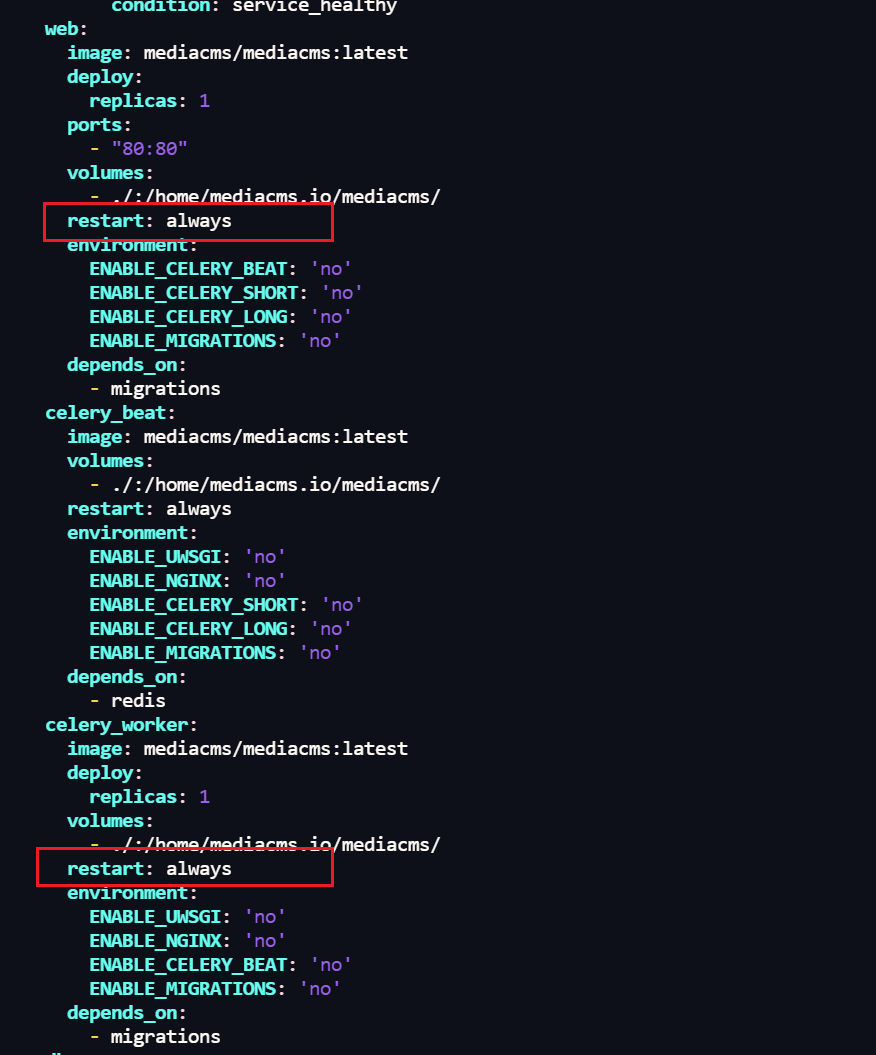 condition: service_healthy
web:
image: mediacms/mediacms:latest
deploy:
replicas: 1
ports:
- "80:80"
volumes:
- ./:/home/mediacms.io/mediacms/
restart: always
environment:
ENABLE_CELERY_BEAT: 'no'
ENABLE_CELERY_SHORT: 'no'
ENABLE_CELERY_LONG: 'no'
ENABLE_MIGRATIONS: 'no'
depends_on:
- migrations
celery_beat:
image: mediacms/mediacms:latest
volumes:
- ./:/home/mediacms.io/mediacms/
restart: always
environment:
ENABLE_UWSGI: 'no'
ENABLE_NGINX: 'no'
ENABLE_CELERY_SHORT: 'no'
ENABLE_CELERY_LONG: 'no'
ENABLE_MIGRATIONS: 'no'
depends_on:
- redis
celery_worker:
image: mediacms/mediacms:latest
deploy:
replicas: 1
volumes:
- ./:/home/mediacms.io/mediacms/
restart: always
environment:
ENABLE_UWSGI: 'no'
ENABLE_NGINX: 'no'
ENABLE_CELERY_BEAT: 'no'
ENABLE_MIGRATIONS: 'no'
depends_on:
- migrations